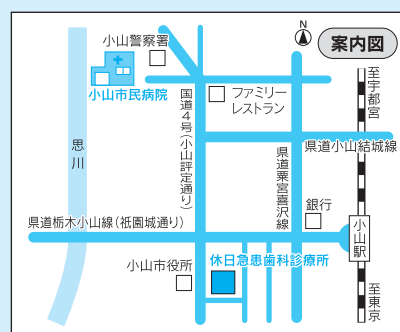 N
案内図
小山警察署
小山市民病院
国道4号(小山評定通り)
ファミリー
レストラン
至宇都宮
思川
県道小山結城線
県道粟宮喜沢線
銀行
県道栃木小山線(祇園城通り)
小山駅
小山市役所
休日急患歯科診療所
至東京